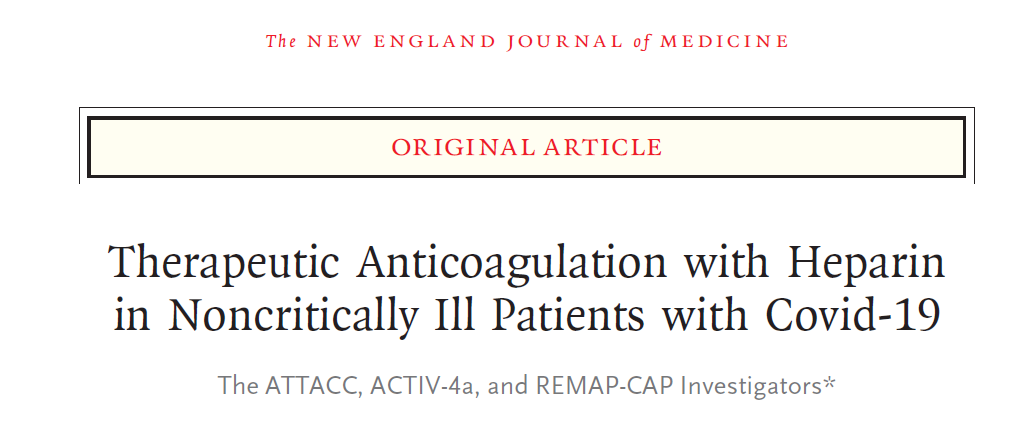 The NEW ENGLAND JOURNAL of MEDICINE
ORIGINAL ARTICLE
Therapeutic Anticoagulation with Heparin
in Noncritically Ill Patients with Covid-19
The ATTACC, ACTIV-4a, and REMAP-CAP Investigators*